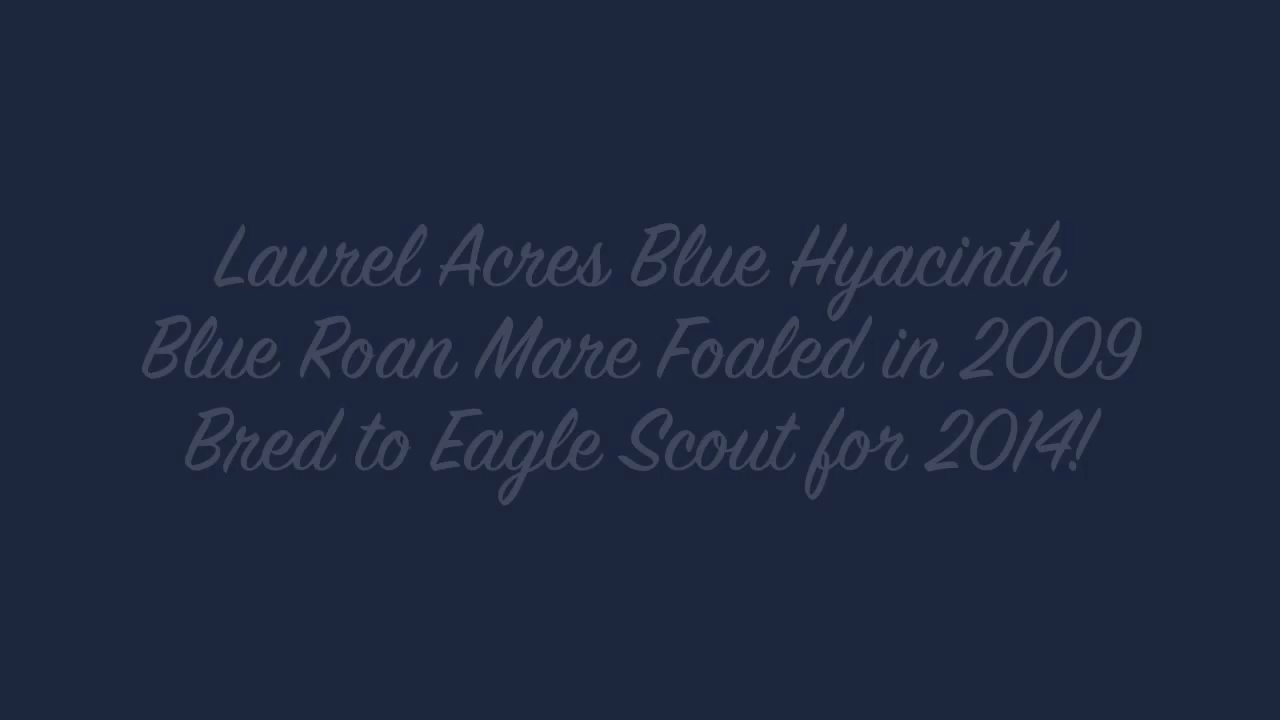 Laurel Acres Blue Hyacinth
Blue Roan Mare Foaled in 2009
Bred to Eagle Scout for 2014!